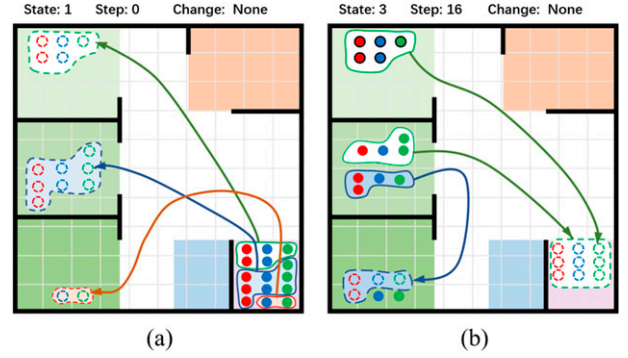 State: 1 Step: 0 Change: None
State: 3 Step: 16 Change: None
(a)
(b)